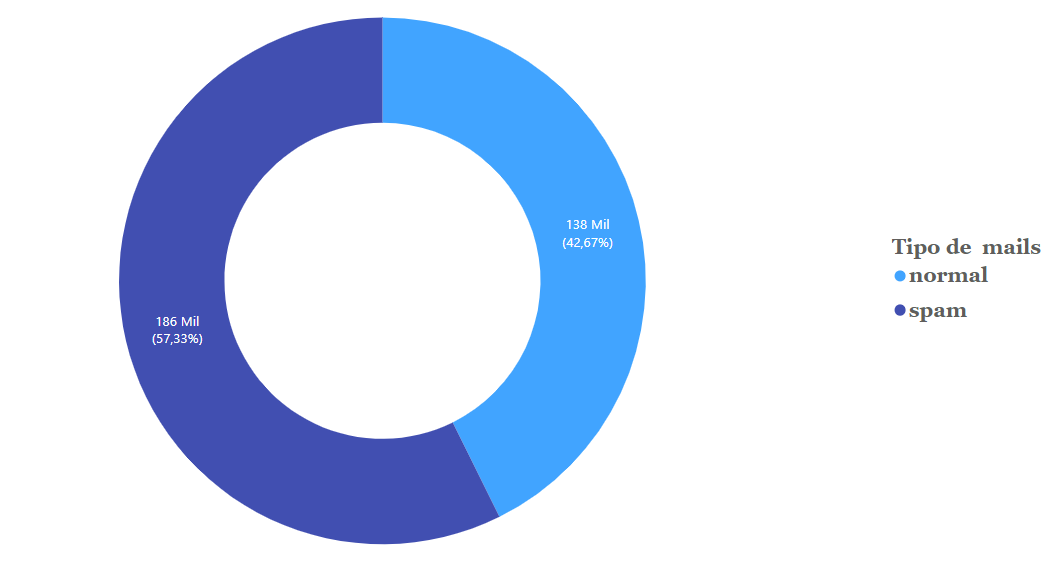 138 Mil
(42,67%)
186 Mil
(57,33%)
Tipo de mails
normal
spam